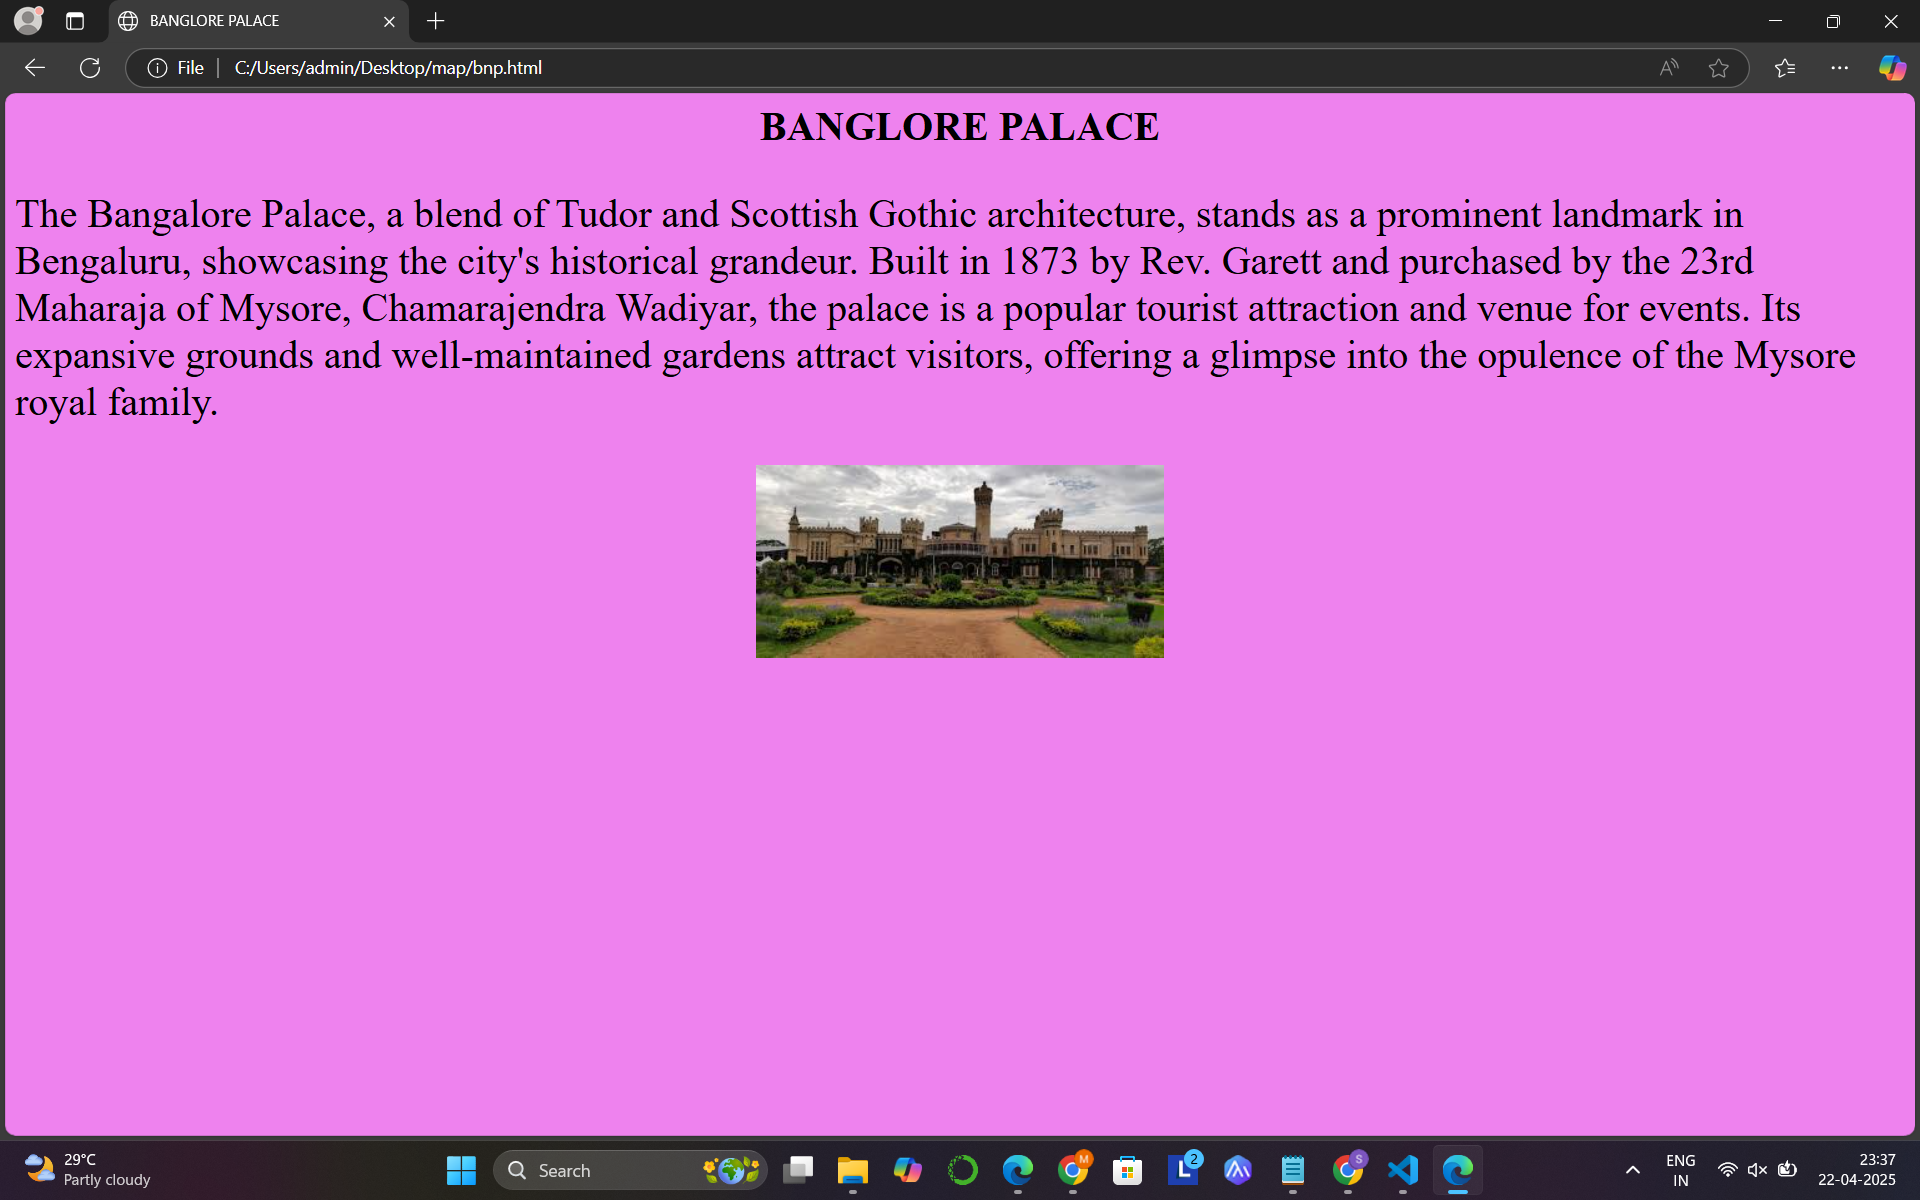 BANGLORE PALACE
File
C:/Users/admin/Desktop/map/bnp.html
BANGLORE PALACE
The Bangalore Palace, a blend of Tudor and Scottish Gothic architecture, stands as a prominent landmark in
Bengaluru, showcasing the city's historical grandeur. Built in 1873 by Rev. Garett and purchased by the 23rd
Maharaja of Mysore, Chamarajendra Wadiyar, the palace is a popular tourist attraction and venue for events. Its
expansive grounds and well-maintained gardens attract visitors, offering a glimpse into the opulence of the Mysore
royal family.
29°C
Partly cloudy
Search
M
L
2
S
ENG
IN
23:37
22-04-2025